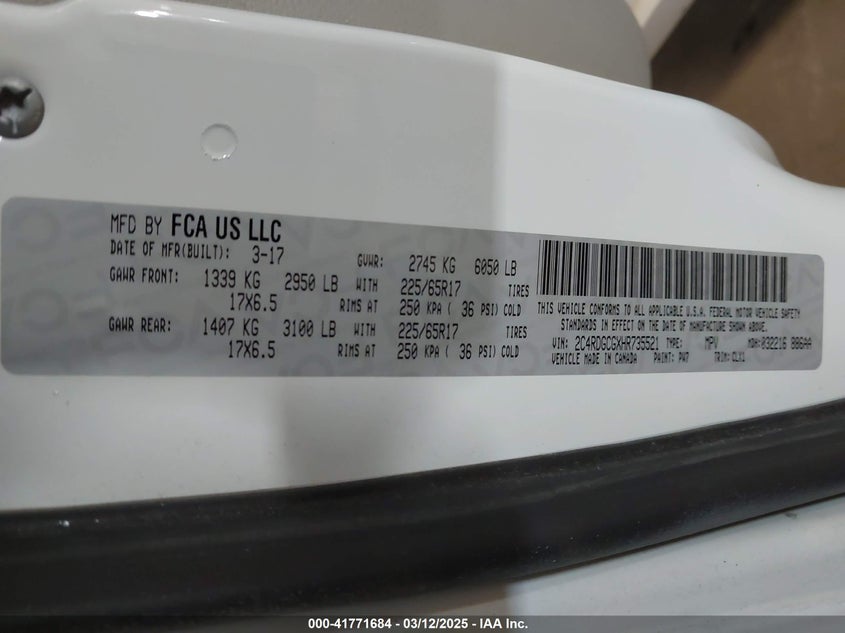 MFD BY FCA US LLC
DATE OF MFR(BUILT): 3-17 GVWR: 2745 KG 6050 LB
GAWR FRONT: 1339 KG 2950 LB WITH 225/65R17 TIRES
17X6.5 RIMS AT 250 KPA ( 36 PSI) COLD
GAWR REAR: 1407 KG 3100 LB WITH 225/65R17 TIRES
17X6.5 RIMS AT 250 KPA ( 36 PSI) COLD
THIS VEHICLE CONFORMS TO ALL APPLICABLE U.S.A. FEDERAL MOTOR VEHICLE SAFETY
STANDARDS IN EFFECT ON THE DATE OF MANUFACTURE SHOWN ABOVE.
VIN: 2C4RDGCGXHR735521 TYPE: MPV MDH: 032216 886AA
VEHICLE MADE IN CANADA PAINT: PW7 TRIM: CLX1
000-41771684 - 03/12/2025 - IAA Inc.